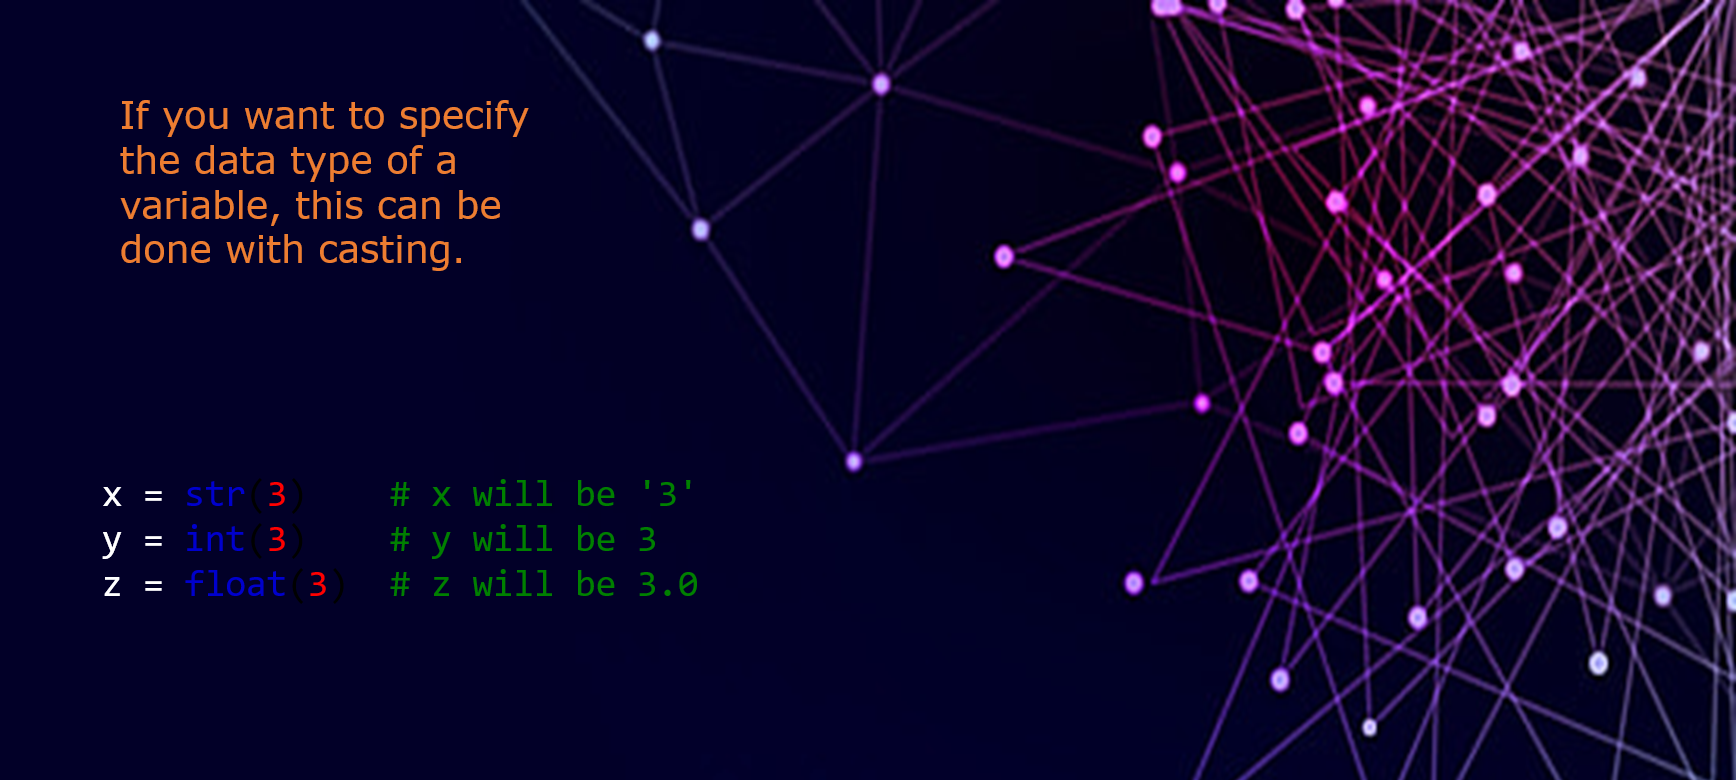 If you want to specify
the data type of a
variable, this can be
done with casting.
x = str(3)    # x will be '3'
y = int(3)    # y will be 3
z = float(3)  # z will be 3.0